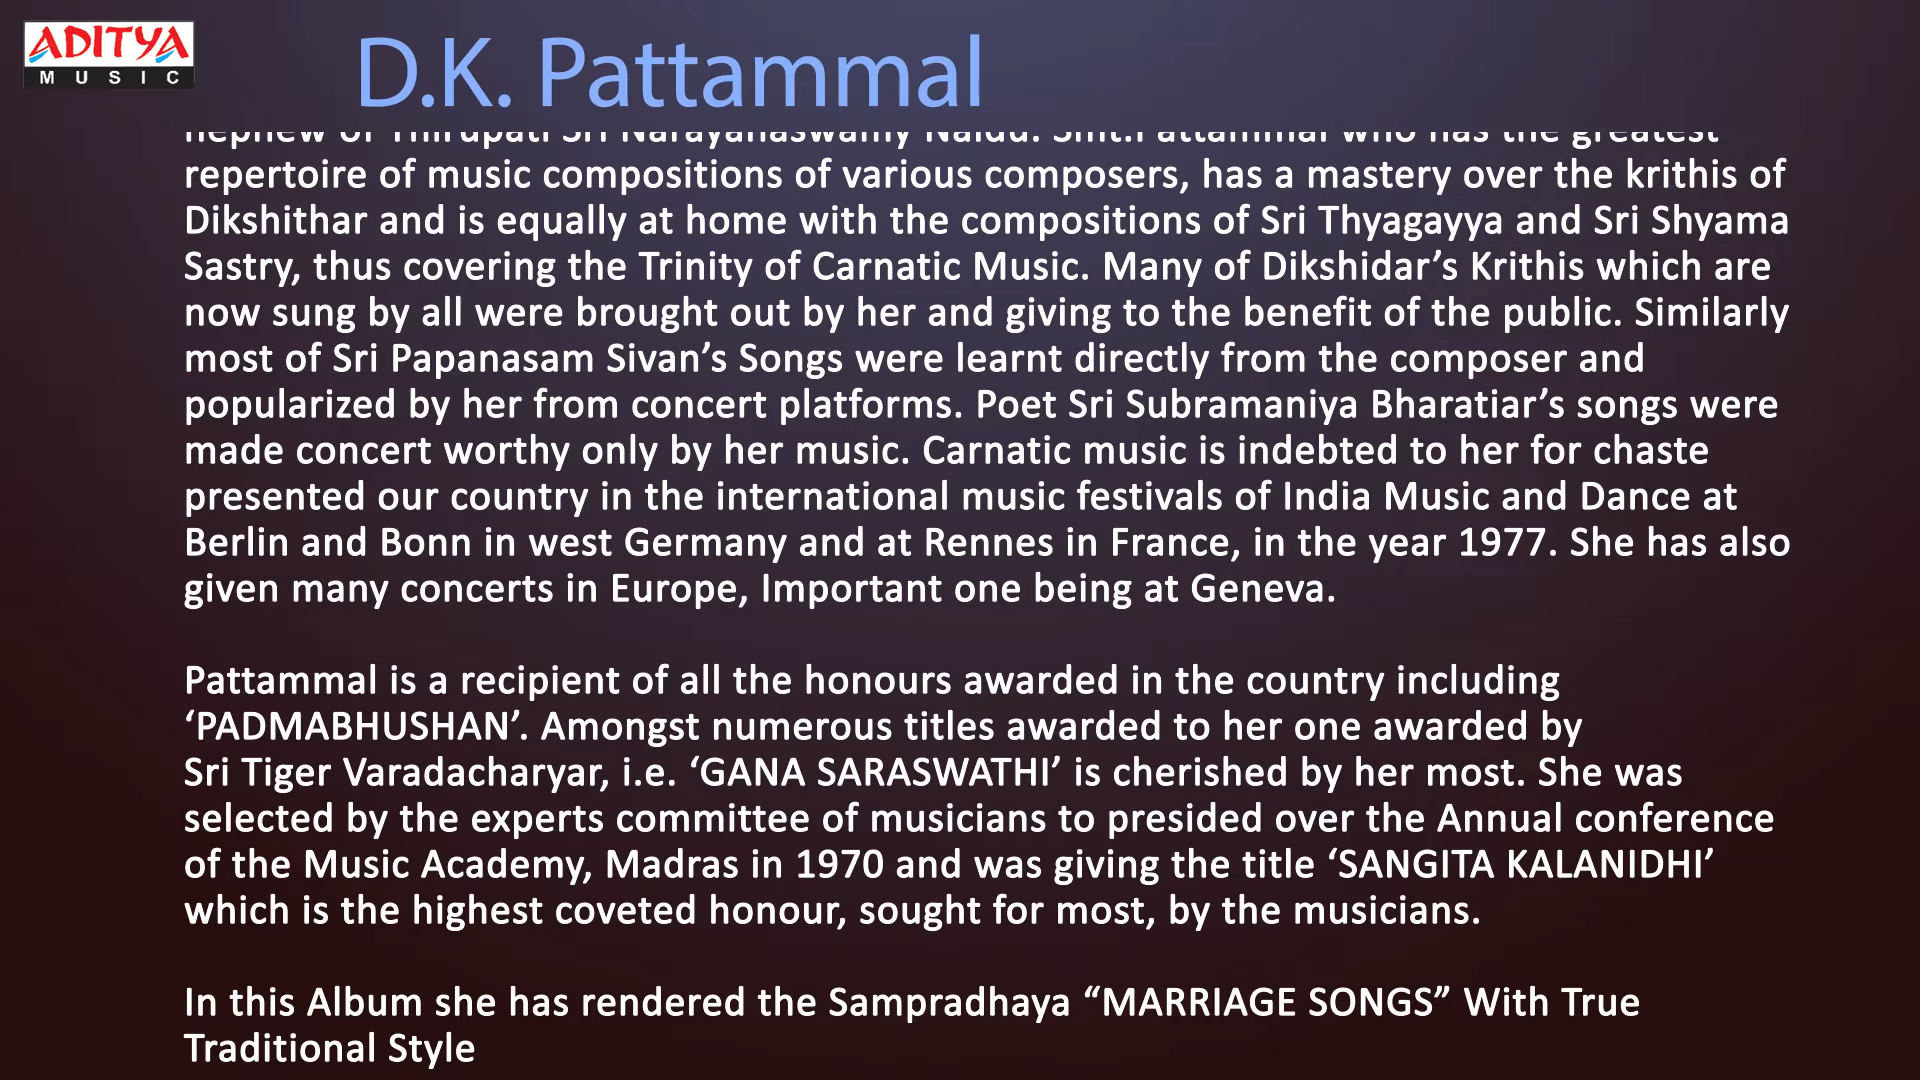 ADITYA
MUSIC
D.K. Pattammal
nephew of Thirupati Sri Narayanaswamy Naidu. Smt.Pattammal who has the greatest
repertoire of music compositions of various composers, has a mastery over the krithis of
Dikshithar and is equally at home with the compositions of Sri Thyagayya and Sri Shyama
Sastry, thus covering the Trinity of Carnatic Music. Many of Dikshidar’s Krithis which are
now sung by all were brought out by her and giving to the benefit of the public. Similarly
most of Sri Papanasam Sivan’s Songs were learnt directly from the composer and
popularized by her from concert platforms. Poet Sri Subramaniya Bharatiar’s songs were
made concert worthy only by her music. Carnatic music is indebted to her for chaste
presented our country in the international music festivals of India Music and Dance at
Berlin and Bonn in west Germany and at Rennes in France, in the year 1977. She has also
given many concerts in Europe, Important one being at Geneva.
Pattammal is a recipient of all the honours awarded in the country including
‘PADMABHUSHAN’. Amongst numerous titles awarded to her one awarded by
Sri Tiger Varadacharyar, i.e. ‘GANA SARASWATHI’ is cherished by her most. She was
selected by the experts committee of musicians to presided over the Annual conference
of the Music Academy, Madras in 1970 and was giving the title ‘SANGITA KALANIDHI’
which is the highest coveted honour, sought for most, by the musicians.
In this Album she has rendered the Sampradhaya “MARRIAGE SONGS” With True
Traditional Style